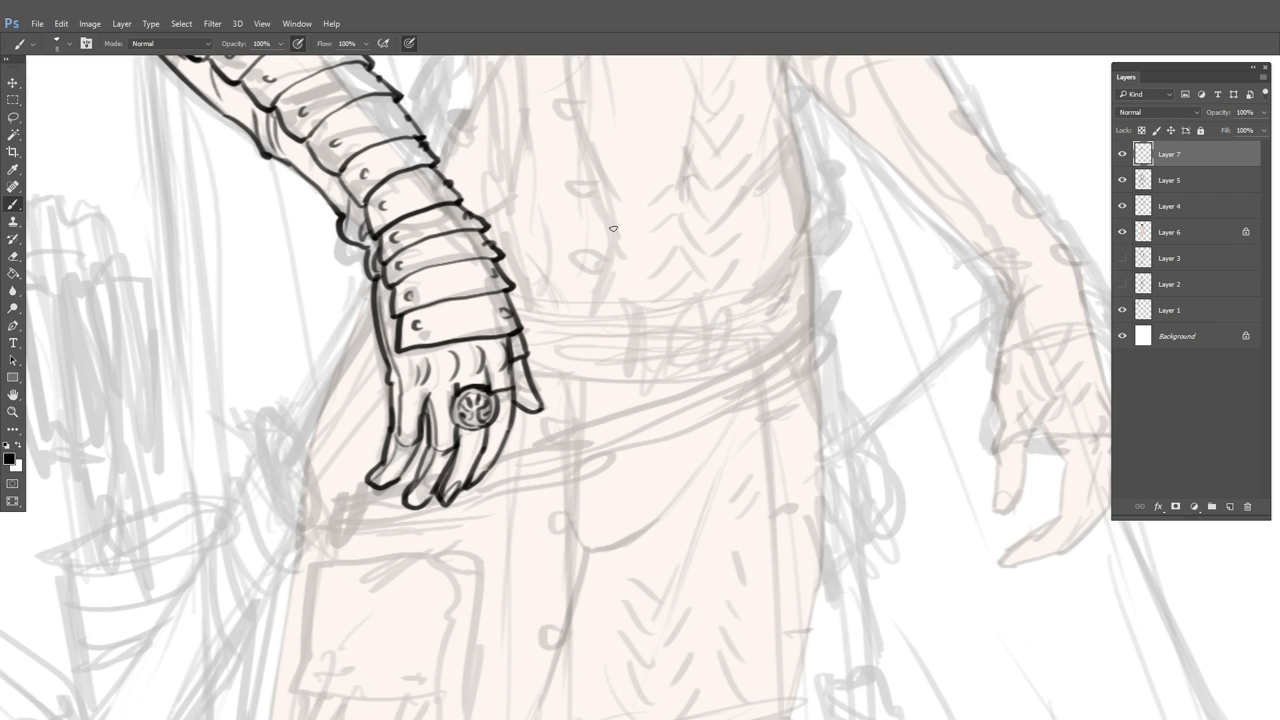 Ps File Edit Image Layer Type Select Filter 3D View Window Help
8 Mode: Normal Opacity: 100% Flow: 100%
Layers
Kind
Normal Opacity: 100%
Lock: Fill: 100%
Layer 7
Layer 5
Layer 4
Layer 6
Layer 3
Layer 2
Layer 1
Background
fx